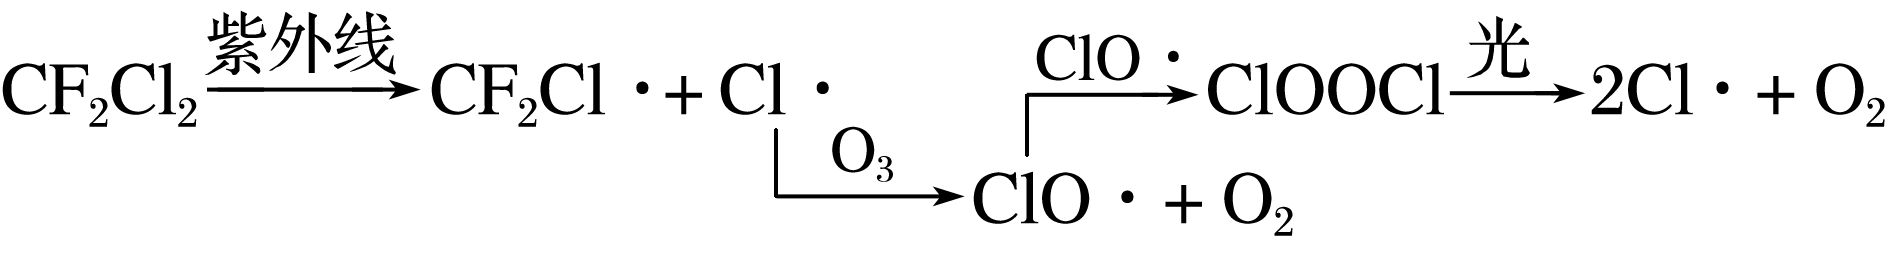 紫外线 ClO · 光
CF₂Cl₂ → CF₂Cl · + Cl · ClOOCl → 2Cl · + O₂
O₃
ClO · + O₂